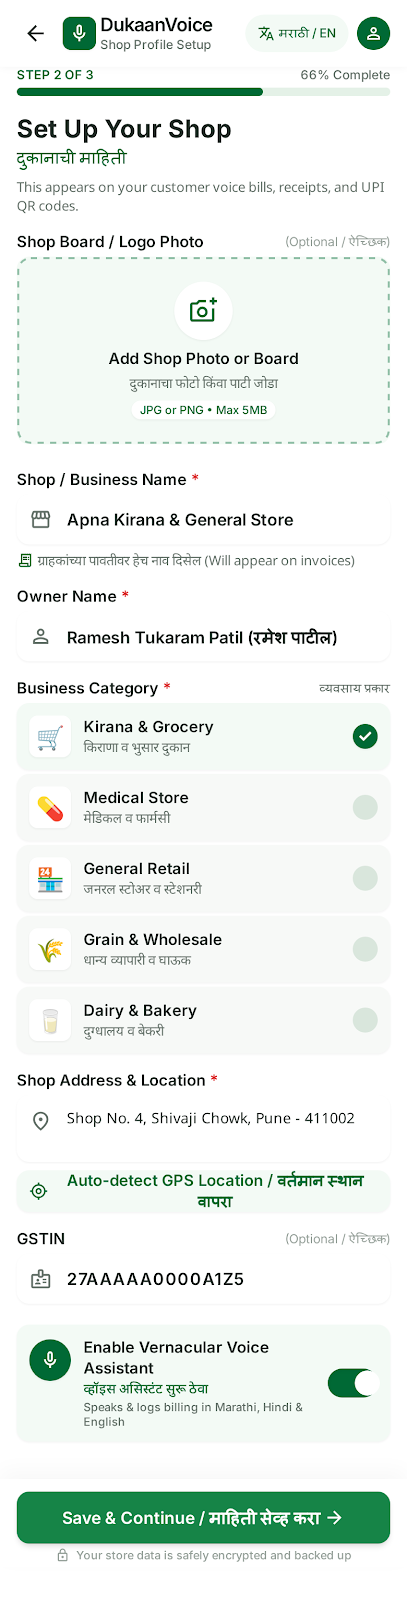 DukaanVoice
Shop Profile Setup
मराठी / EN
STEP 2 OF 3
66% Complete
Set Up Your Shop
दुकानाची माहिती
This appears on your customer voice bills, receipts, and UPI
QR codes.
Shop Board / Logo Photo
(Optional / ऐच्छिक)
Add Shop Photo or Board
दुकानाचा फोटो किंवा पाटी जोडा
JPG or PNG • Max 5MB
Shop / Business Name *
Apna Kirana & General Store
ग्राहकांच्या पावतीवर हेच नाव दिसेल (Will appear on invoices)
Owner Name *
Ramesh Tukaram Patil (रमेश पाटील)
Business Category *
व्यवसाय प्रकार
Kirana & Grocery
किराणा व भुसार दुकान
Medical Store
मेडिकल व फार्मसी
24
General Retail
जनरल स्टोअर व स्टेशनरी
Grain & Wholesale
धान्य व्यापारी व घाऊक
Dairy & Bakery
दुग्धालय व बेकरी
Shop Address & Location *
Shop No. 4, Shivaji Chowk, Pune - 411002
Auto-detect GPS Location / वर्तमान स्थान
वापरा
GSTIN
(Optional / ऐच्छिक)
27AAAAA0000A1Z5
Enable Vernacular Voice
Assistant
व्हॉइस असिस्टंट सुरू ठेवा
Speaks & logs billing in Marathi, Hindi &
English
Save & Continue / माहिती सेव्ह करा →
Your store data is safely encrypted and backed up